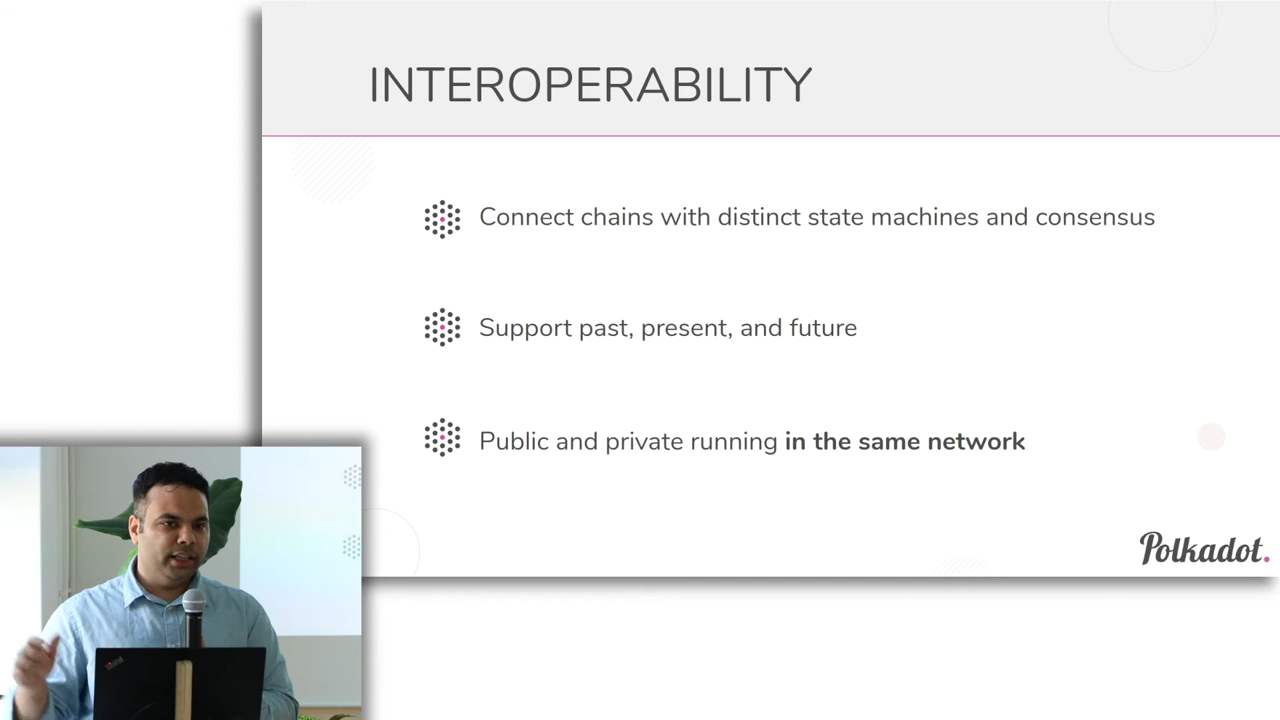 INTEROPERABILITY
Connect chains with distinct state machines and consensus
Support past, present, and future
Public and private running in the same network
Polkadot.